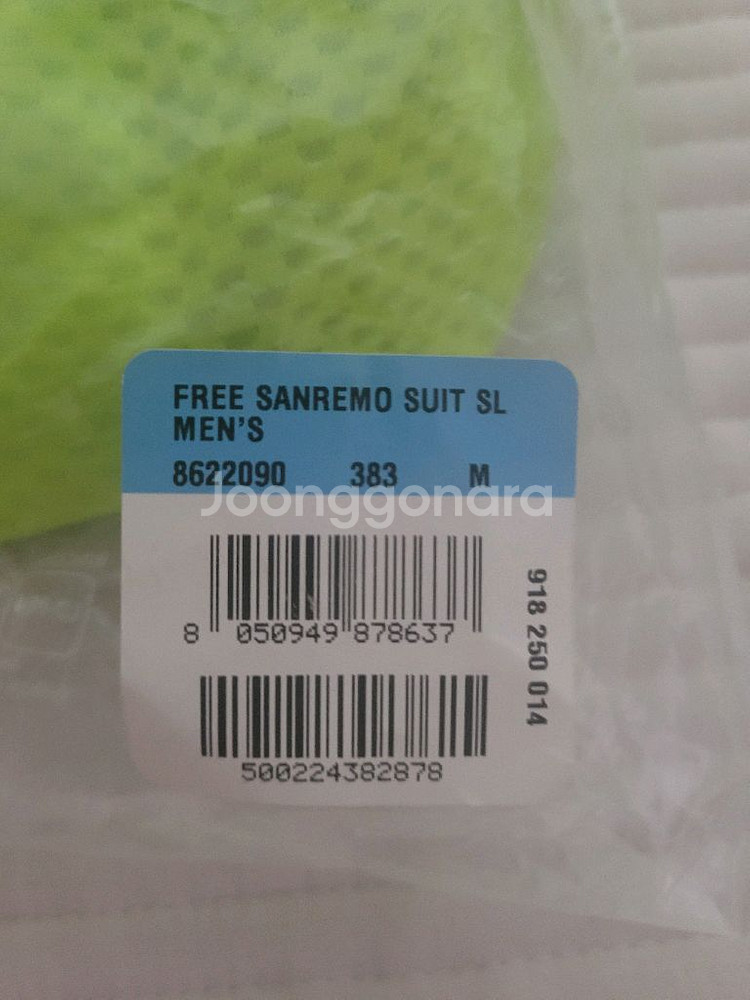 FREE SANREMO SUIT SL
MEN'S
8622090 383 M
Joonggonara
8 050949 878637
918 250 014
500224382878